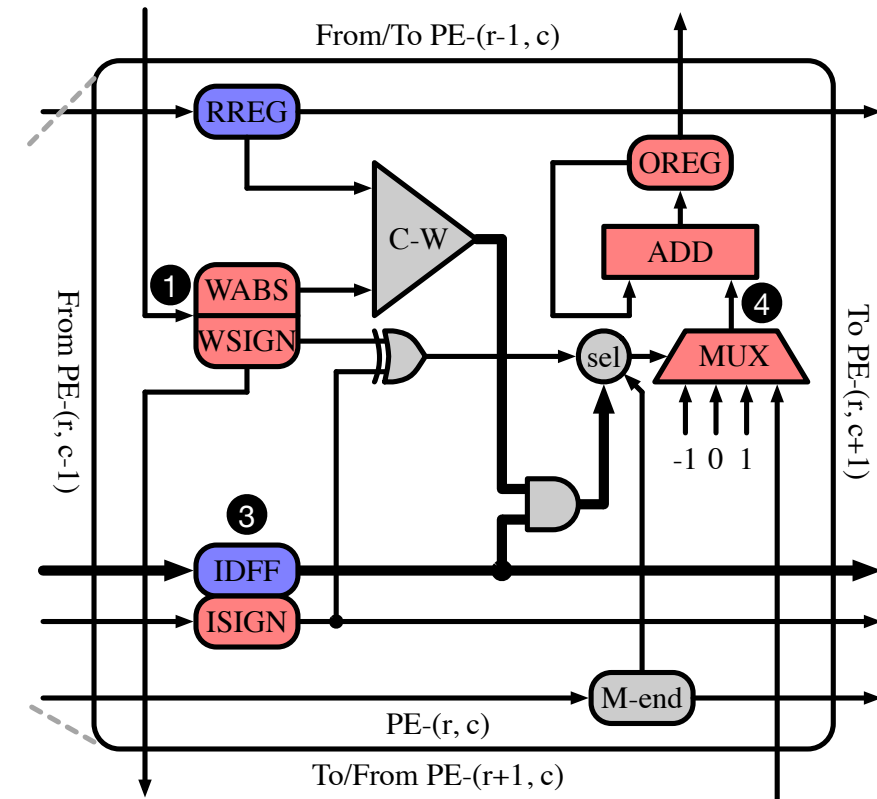 From/To PE-(r-1, c)
RREG
OREG
C-W
ADD
1
WABS
WSIGN
4
sel
MUX
-1 0 1
From PE-(r, c-1)
To PE-(r, c+1)
3
IDFF
ISIGN
M-end
PE-(r, c)
To/From PE-(r+1, c)